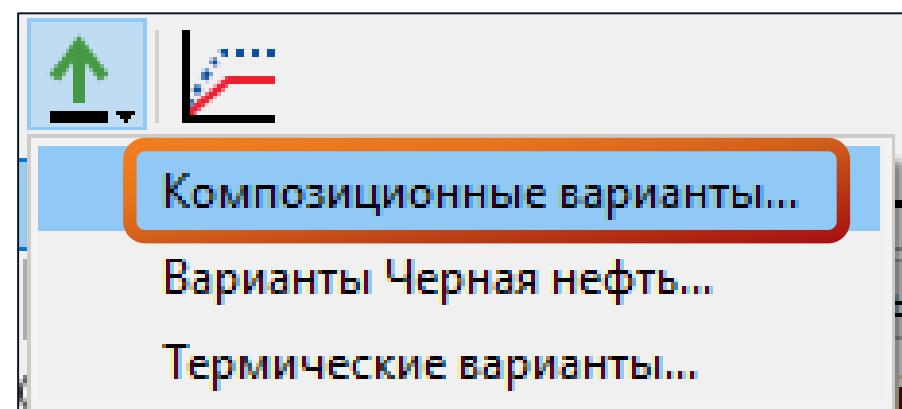 Композиционные варианты...
Варианты Черная нефть...
Термические варианты...